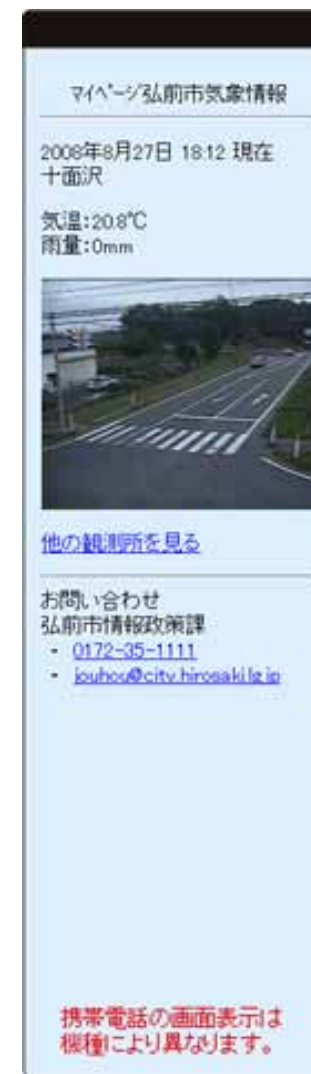 マイページ弘前市気象情報
2008年8月27日 18:12 現在
十面沢
気温:20.8℃
雨量:0mm
他の観測所を見る
お問い合わせ
弘前市情報政策課
- 0172-35-1111
- jouhou@city.hirosaki.lg.jp
携帯電話の画面表示は
機種により異なります。